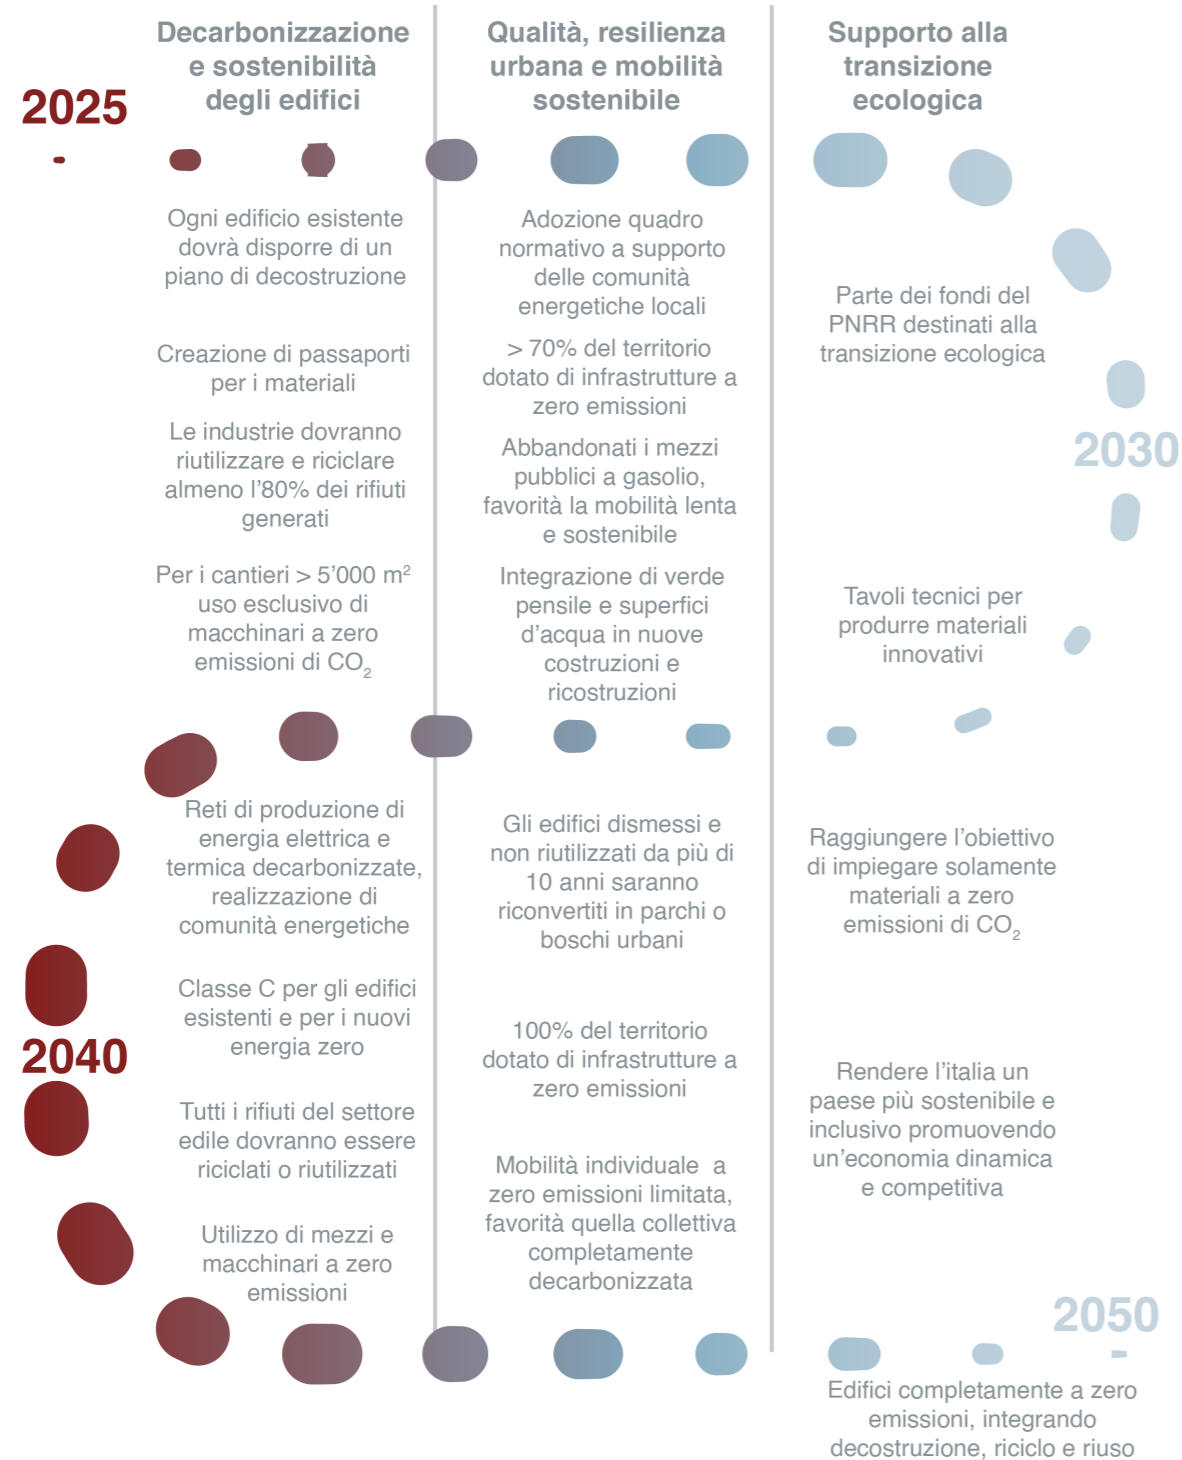 Decarbonizzazione
e sostenibilità
degli edifici
Qualità, resilienza
urbana e mobilità
sostenibile
Supporto alla
transizione
ecologica
2025
Ogni edificio esistente
dovrà disporre di un
piano di decostruzione
Creazione di passaporti
per i materiali
Le industrie dovranno
riutilizzare e riciclare
almeno l'80% dei rifiuti
generati
Per i cantieri > 5'000 m²
uso esclusivo di
macchinari a zero
emissioni di CO₂
Adozione quadro
normativo a supporto
delle comunità
energetiche locali
> 70% del territorio
dotato di infrastrutture a
zero emissioni
Abbandonati i mezzi
pubblici a gasolio,
favorità la mobilità lenta
e sostenibile
Integrazione di verde
pensile e superfici
d'acqua in nuove
costruzioni e
ricostruzioni
Parte dei fondi del
PNRR destinati alla
transizione ecologica
2030
Tavoli tecnici per
produrre materiali
innovativi
Reti di produzione di
energia elettrica e
termica decarbonizzate,
realizzazione di
comunità energetiche
Classe C per gli edifici
esistenti e per i nuovi
energia zero
2040
Tutti i rifiuti del settore
edile dovranno essere
riciclati o riutilizzati
Utilizzo di mezzi e
macchinari a zero
emissioni
Gli edifici dismessi e
non riutilizzati da più di
10 anni saranno
riconvertiti in parchi o
boschi urbani
100% del territorio
dotato di infrastrutture a
zero emissioni
Mobilità individuale  a
zero emissioni limitata,
favorità quella collettiva
completamente
decarbonizzata
Raggiungere l'obiettivo
di impiegare solamente
materiali a zero
emissioni di CO₂
Rendere l'italia un
paese più sostenibile e
inclusivo promuovendo
un'economia dinamica
e competitiva
2050
Edifici completamente a zero
emissioni, integrando
decostruzione, riciclo e riuso